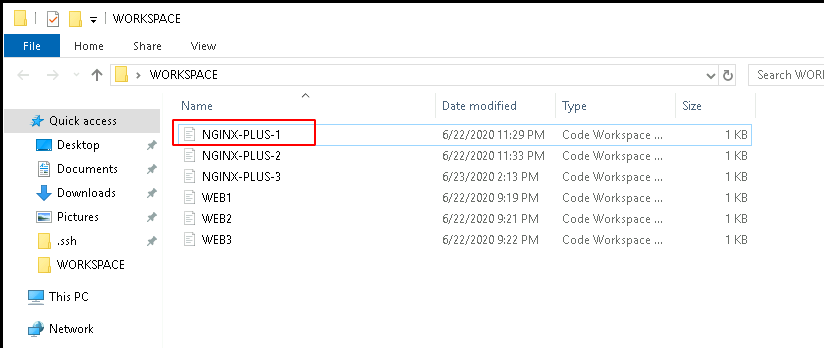 WORKSPACE
File Home Share View
WORKSPACE Search WOR
Name Date modified Type Size
Quick access
Desktop
Documents
Downloads
Pictures
.ssh
WORKSPACE
This PC
Network
NGINX-PLUS-1 6/22/2020 11:29 PM Code Workspace ... 1 KB
NGINX-PLUS-2 6/22/2020 11:33 PM Code Workspace ... 1 KB
NGINX-PLUS-3 6/23/2020 2:13 PM Code Workspace ... 1 KB
WEB1 6/22/2020 9:19 PM Code Workspace ... 1 KB
WEB2 6/22/2020 9:21 PM Code Workspace ... 1 KB
WEB3 6/22/2020 9:22 PM Code Workspace ... 1 KB